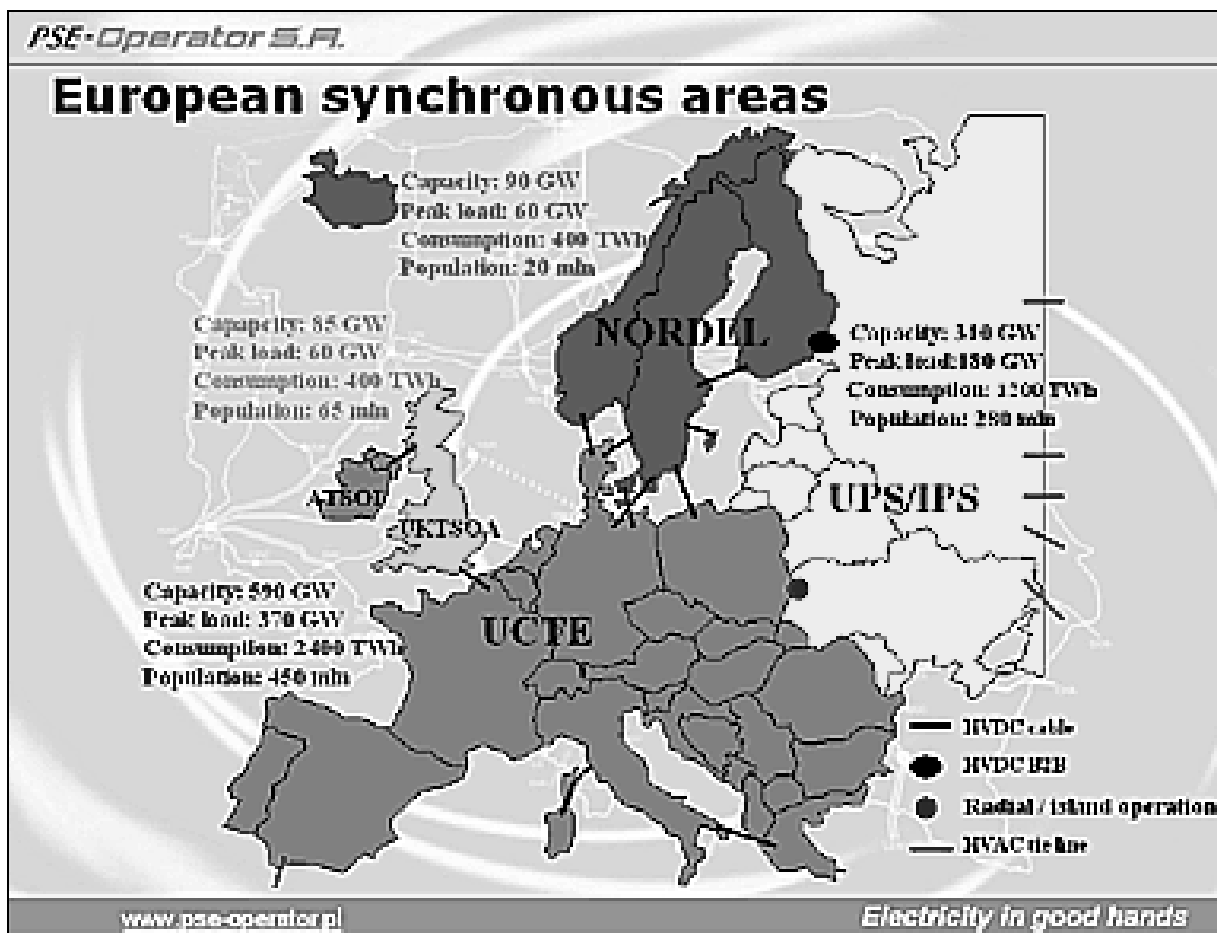 PSE-Operator S.A.
European synchronous areas
Capacity: 90 GW
Peak load: 60 GW
Consumption: 400 TWh
Population: 20 mln
NORDEL
Capacity: 310 GW
Peak load:180 GW
Consumption: 1200 TWh
Population: 280 mln
Capaprity: 85 GW
Peak load: 60 GW
Consumption: 400 TWh
Population: 65 mln
ATSOI
UKTSOA
UPS/IPS
Capacity: 590 GW
Peak load: 370 GW
Consumption: 2400 TWh
Population: 450 mln
UCTE
HVDC cable
HVDC B2B
Radial / island operation
HVAC tie line
www.pse-operator.pl
Electricity in good hands